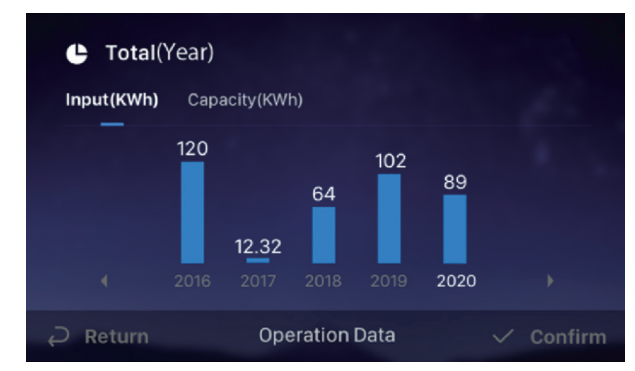 Total(Year)
Input(KWh) Capacity(KWh)
120
12.32
64
102
89
2016 2017 2018 2019 2020
Return Operation Data Confirm